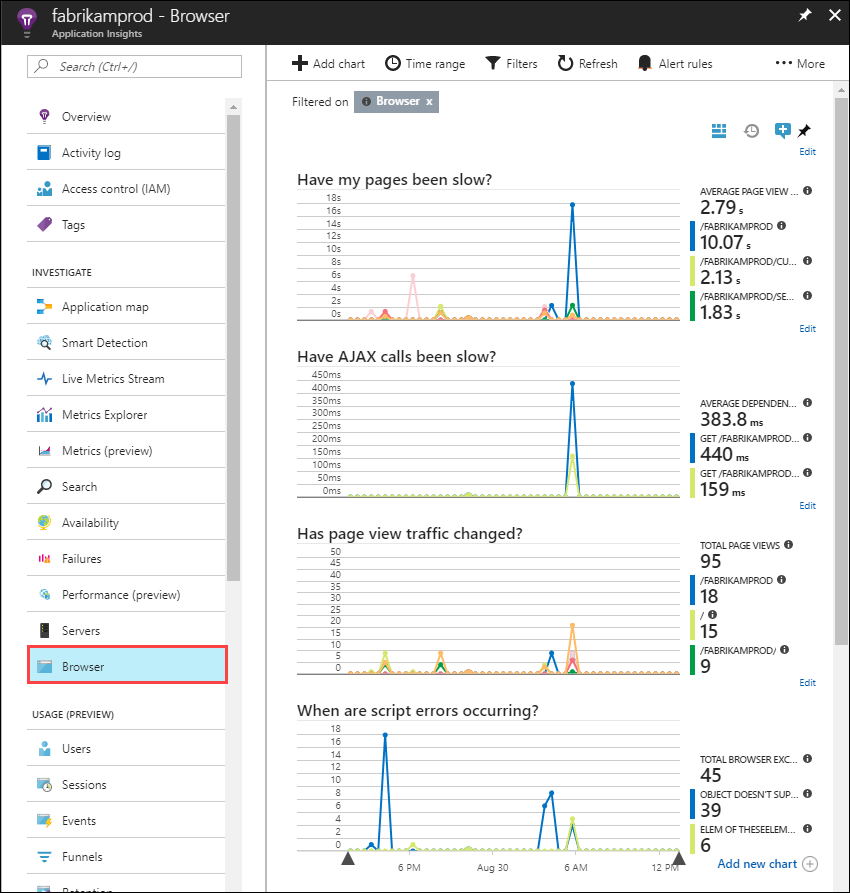 fabrikamprod - Browser
Application Insights
Search (Ctrl+/)
Overview
Activity log
Access control (IAM)
Tags
INVESTIGATE
Application map
Smart Detection
Live Metrics Stream
Metrics Explorer
Metrics (preview)
Search
Availability
Failures
Performance (preview)
Servers
Browser
USAGE (PREVIEW)
Users
Sessions
Events
Funnels
Retention
Add chart Time range Filters Refresh Alert rules ••• More
Filtered on Browser x
Edit
Have my pages been slow?
18s
16s
14s
12s
10s
8s
6s
4s
2s
0s
AVERAGE PAGE VIEW ...
2.79 s
/FABRIKAMPROD
10.07 s
/FABRIKAMPROD/CU...
2.13 s
/FABRIKAMPROD/SE...
1.83 s
Edit
Have AJAX calls been slow?
450ms
400ms
350ms
300ms
250ms
200ms
150ms
100ms
50ms
0ms
AVERAGE DEPENDEN...
383.8 ms
GET /FABRIKAMPROD...
440 ms
GET /FABRIKAMPROD...
159 ms
Edit
Has page view traffic changed?
50
45
40
35
30
25
20
15
10
5
0
TOTAL PAGE VIEWS
95
/FABRIKAMPROD
18
/
15
/FABRIKAMPROD/
9
Edit
When are script errors occurring?
18
16
14
12
10
8
6
4
2
0
6 PM Aug 30 6 AM 12 PM
TOTAL BROWSER EXC...
45
OBJECT DOESN'T SUP...
39
ELEM OF THESEELEM...
6
Add new chart